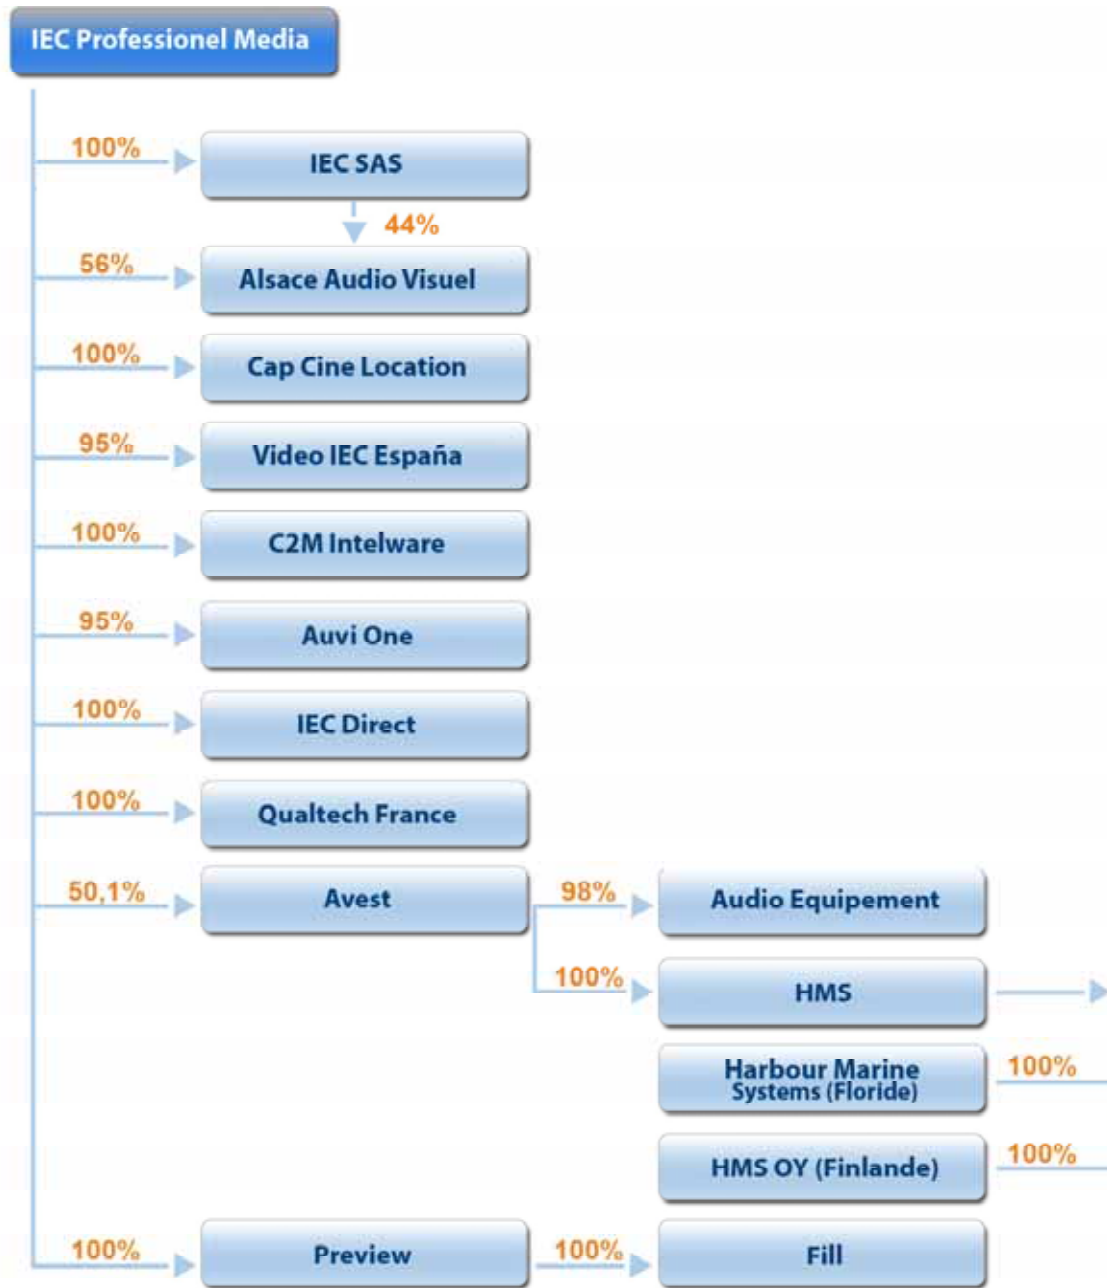 IEC Professionel Media
100%
IEC SAS
44%
56%
Alsace Audio Visuel
100%
Cap Cine Location
95%
Video IEC España
100%
C2M Intelware
95%
Auvi One
100%
IEC Direct
100%
Qualtech France
50,1%
Avest
98%
Audio Equipement
100%
HMS
Harbour Marine
Systems (Floride)
100%
HMS OY (Finlande)
100%
100%
Preview
100%
Fill